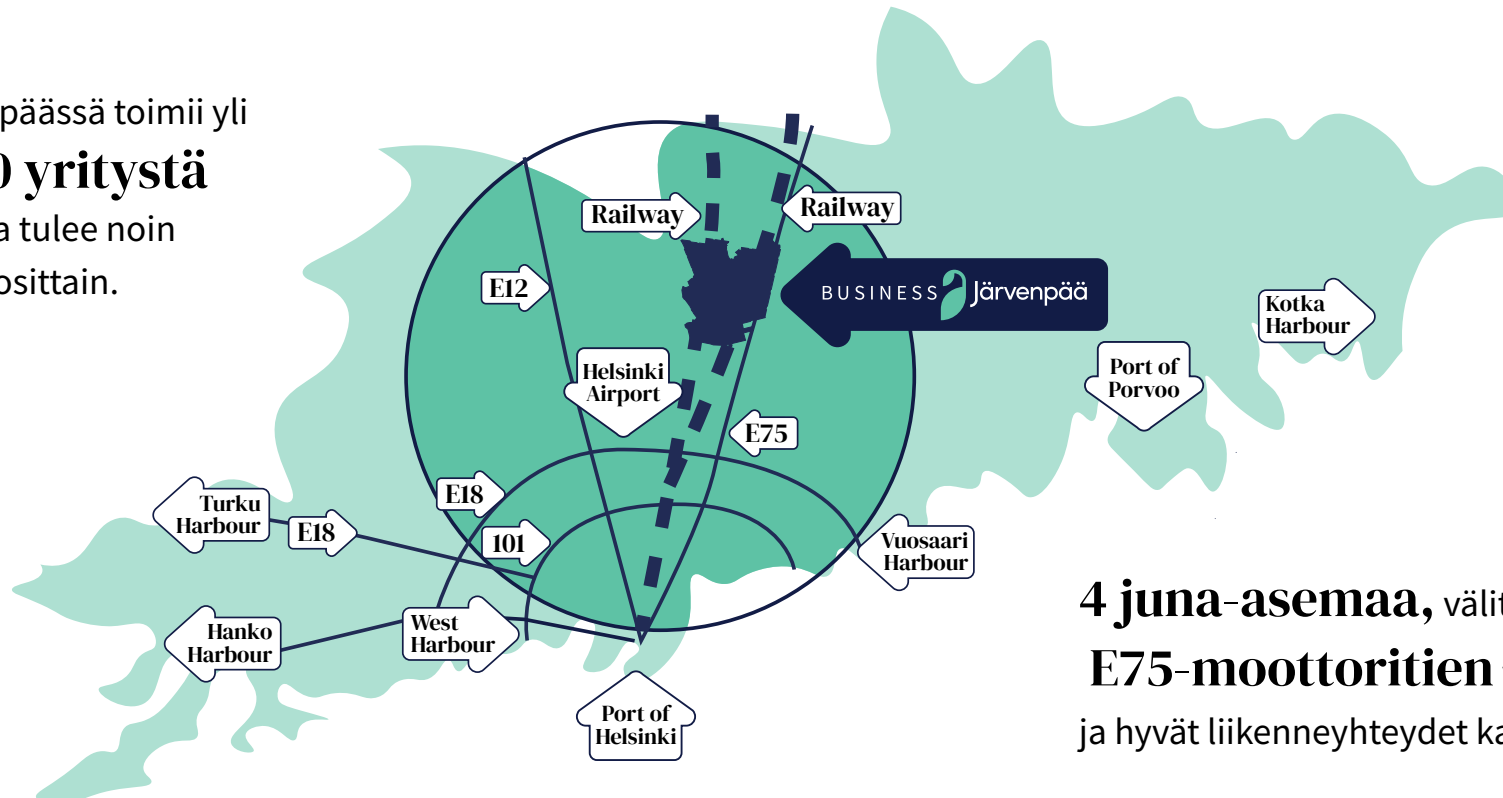 päässä toimii yli
0 yritystä
a tulee noin
osittain.
Railway
Railway
E12
BUSINESS Järvenpää
Kotka
Harbour
Helsinki
Airport
Port of
Porvoo
E75
E18
Turku
Harbour
E18
101
Vuosaari
Harbour
Hanko
Harbour
West
Harbour
Port of
Helsinki
4 juna-asemaa, välit
E75-moottoritien
ja hyvät liikenneyhteydet ka